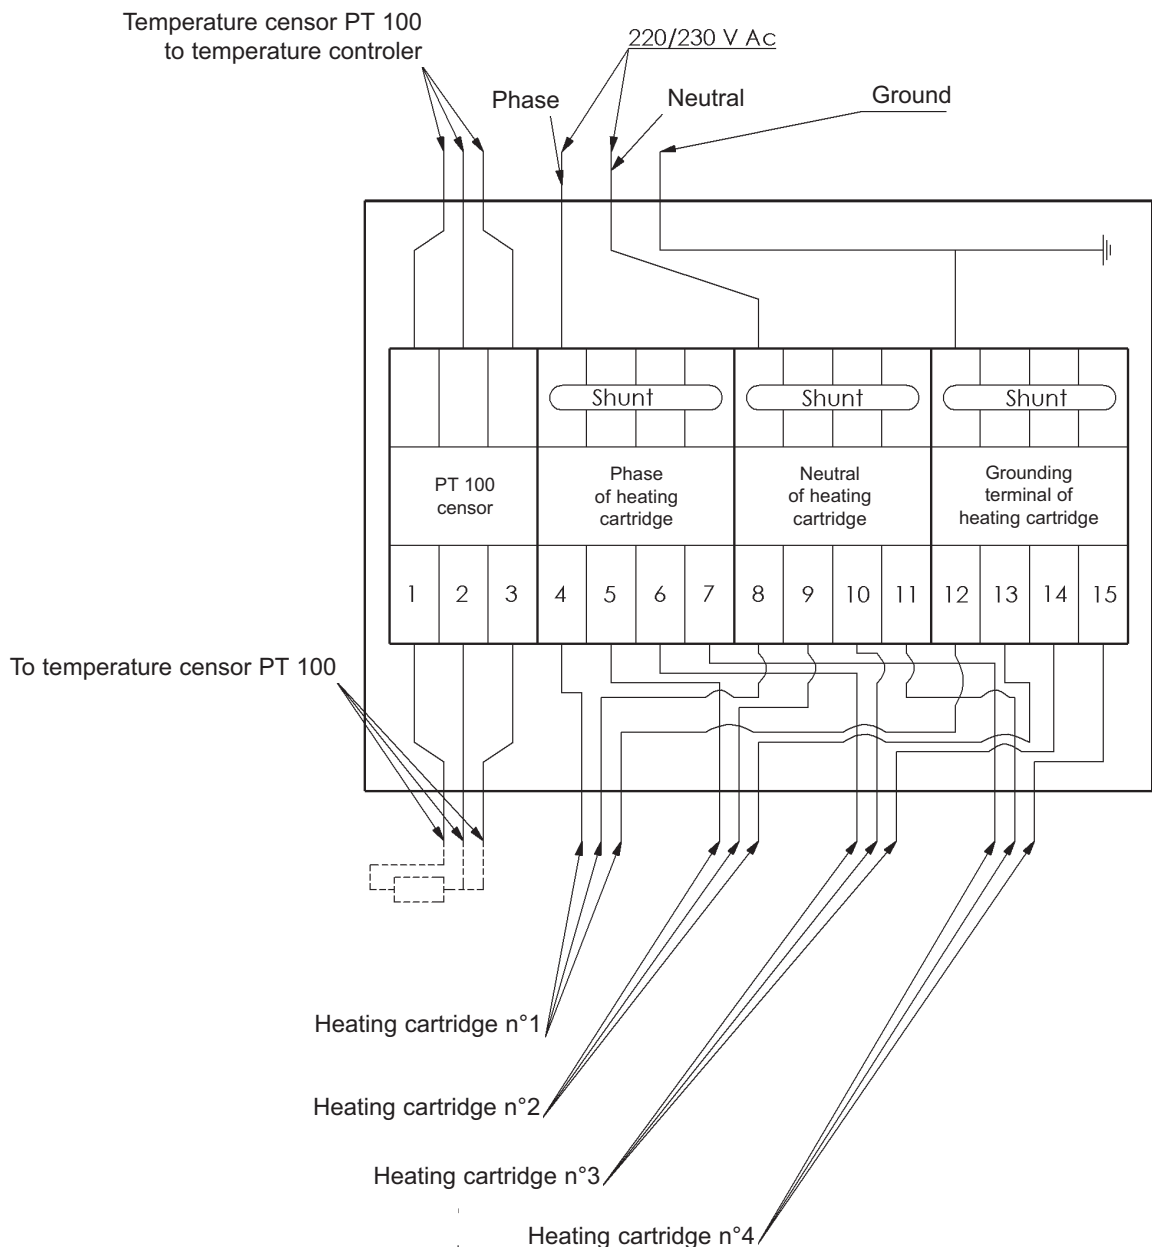 Temperature censor PT 100
to temperature controler
220/230 V Ac
Phase
Neutral
Ground
Shunt
Shunt
Shunt
PT 100
censor
Phase
of heating
cartridge
Neutral
of heating
cartridge
Grounding
terminal of
heating cartridge
1 2 3 4 5 6 7 8 9 10 11 12 13 14 15
To temperature censor PT 100
Heating cartridge n°1
Heating cartridge n°2
Heating cartridge n°3
Heating cartridge n°4